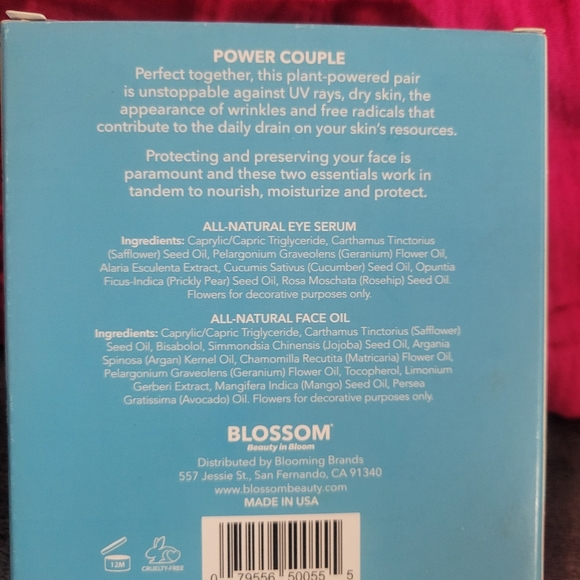 POWER COUPLE
Perfect together, this plant-powered pair
is unstoppable against UV rays, dry skin, the
appearance of wrinkles and free radicals that
contribute to the daily drain on your skin's resources.
Protecting and preserving your face is
paramount and these two essentials work in
tandem to nourish, moisturize and protect.
ALL-NATURAL EYE SERUM
Ingredients: Caprylic/Capric Triglyceride, Carthamus Tinctorius
(Safflower) Seed Oil, Pelargonium Graveolens (Geranium) Flower Oil,
Alaria Esculenta Extract, Cucumis Sativus (Cucumber) Seed Oil, Opuntia
Ficus-Indica (Prickly Pear) Seed Oil, Rosa Moschata (Rosehip) Seed Oil.
Flowers for decorative purposes only.
ALL-NATURAL FACE OIL
Ingredients: Caprylic/Capric Triglyceride, Carthamus Tinctorius (Safflower)
Seed Oil, Bisabolol, Simmondsia Chinensis (Jojoba) Seed Oil, Argania
Spinosa (Argan) Kernel Oil, Chamomilla Recutita (Matricaria) Flower Oil,
Pelargonium Graveolens (Geranium) Flower Oil, Tocopherol, Limonium
Gerberi Extract, Mangifera Indica (Mango) Seed Oil, Persea
Gratissima (Avocado) Oil. Flowers for decorative purposes only.
BLOSSOM
Beauty in Bloom
Distributed by Blooming Brands
557 Jessie St., San Fernando, CA 91340
www.blossombeauty.com
MADE IN USA
12M
CRUELTY-FREE
0 79556 50055 5